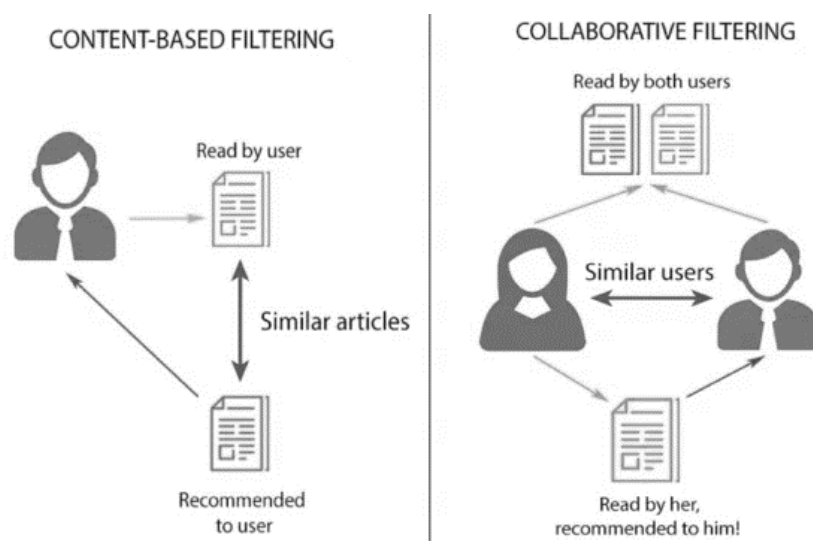 CONTENT-BASED FILTERING
Read by user
Similar articles
Recommended
to user
COLLABORATIVE FILTERING
Read by both users
Similar users
Read by her,
recommended to him!